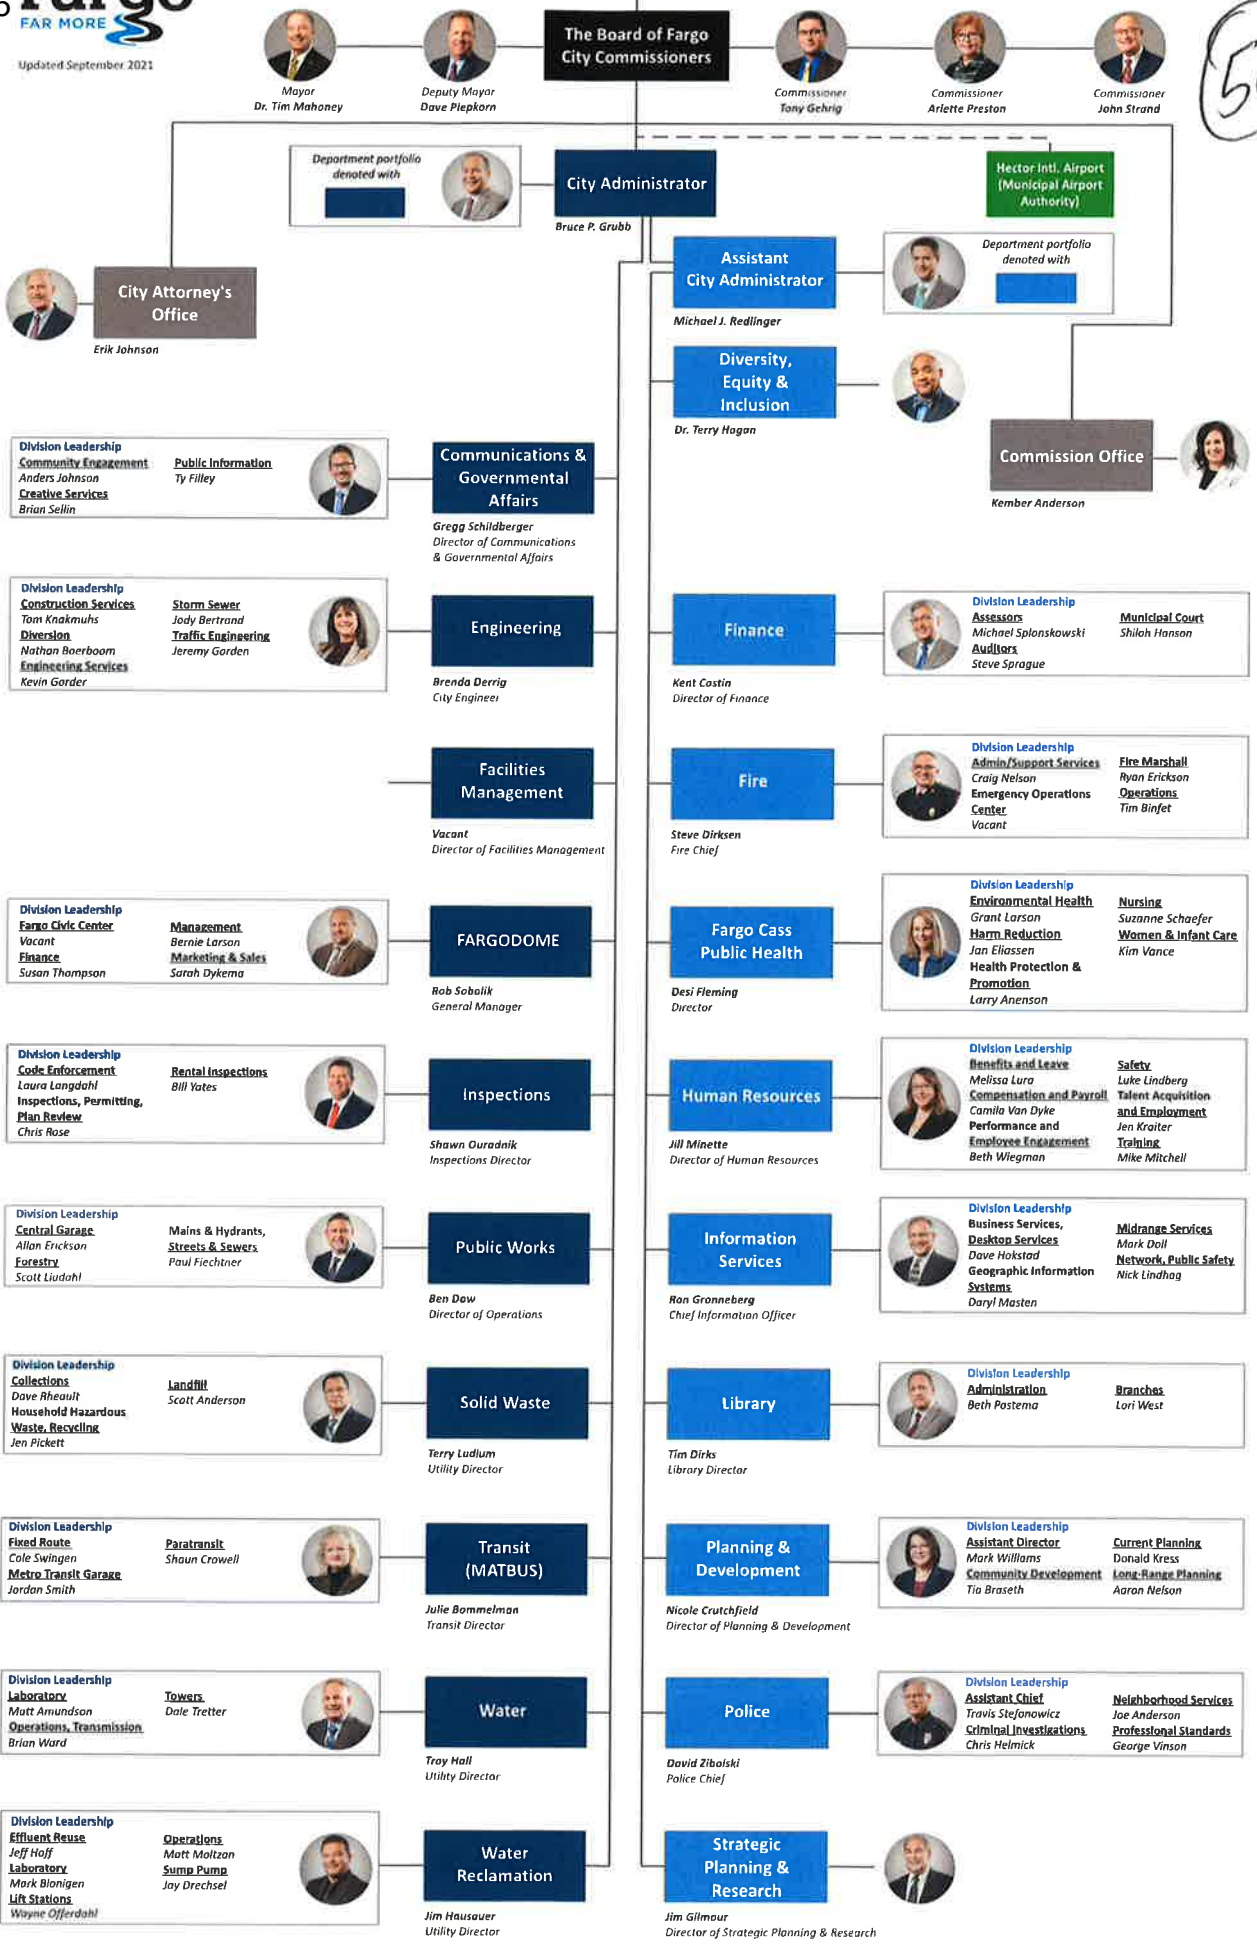 Fargo
FAR MORE
Updated September 2021
The Board of Fargo
City Commissioners
Mayor
Dr. Tim Mahoney
Deputy Mayor
Dave Piepkorn
Commissioner
Tony Gehrig
Commissioner
Arlette Preston
Commissioner
John Strand
Department portfolio
denoted with
City Administrator
Bruce P. Grubb
Hector Intl. Airport
(Municipal Airport
Authority)
Assistant
City Administrator
Michael J. Redlinger
Department portfolio
denoted with
City Attorney's
Office
Erik Johnson
Diversity,
Equity &
Inclusion
Dr. Terry Hogan
Commission Office
Kember Anderson
Division Leadership
Community Engagement
Anders Johnson
Creative Services
Brian Sellin
Public Information
Ty Filley
Communications &
Governmental
Affairs
Gregg Schildberger
Director of Communications
& Governmental Affairs
Division Leadership
Construction Services
Tom Knakmuhs
Diversion
Nathan Boerboom
Engineering Services
Kevin Gorder
Storm Sewer
Jody Bertrand
Traffic Engineering
Jeremy Gorden
Engineering
Brenda Derrig
City Engineer
Finance
Kent Costin
Director of Finance
Division Leadership
Assessors
Michael Splonskowski
Auditors
Steve Sprague
Municipal Court
Shilah Hanson
Facilities
Management
Vacant
Director of Facilities Management
Fire
Steve Dirksen
Fire Chief
Division Leadership
Admin/Support Services
Craig Nelson
Emergency Operations
Center
Vacant
Fire Marshall
Ryan Erickson
Operations
Tim Binfet
Division Leadership
Fargo Civic Center
Vacant
Finance
Susan Thompson
Management
Bernie Larson
Marketing & Sales
Sarah Dykema
FARGODOME
Rob Sobolik
General Manager
Fargo Cass
Public Health
Desi Fleming
Director
Division Leadership
Environmental Health
Grant Larson
Harm Reduction
Jan Eliassen
Health Protection &
Promotion
Larry Anenson
Nursing
Suzanne Schaefer
Women & Infant Care
Kim Vance
Division Leadership
Code Enforcement
Laura Langdahl
Inspections, Permitting,
Plan Review
Chris Rose
Rental Inspections
Bill Yates
Inspections
Shawn Ouradnik
Inspections Director
Human Resources
Jill Minette
Director of Human Resources
Division Leadership
Benefits and Leave
Melissa Lura
Compensation and Payroll
Camila Van Dyke
Performance and
Employee Engagement
Beth Wiegman
Safety
Luke Lindberg
Talent Acquisition
and Employment
Jen Kraiter
Training
Mike Mitchell
Division Leadership
Central Garage
Allan Erickson
Forestry
Scott Liudahl
Mains & Hydrants,
Streets & Sewers
Paul Fiechtner
Public Works
Ben Dow
Director of Operations
Information
Services
Ron Gronneberg
Chief Information Officer
Division Leadership
Business Services,
Desktop Services
Dave Hokstad
Geographic Information
Systems
Daryl Masten
Midrange Services
Mark Doll
Network, Public Safety
Nick Lindhag
Division Leadership
Collections
Dave Rheault
Household Hazardous
Waste, Recycling
Jen Pickett
Landfill
Scott Anderson
Solid Waste
Terry Ludlum
Utility Director
Library
Tim Dirks
Library Director
Division Leadership
Administration
Beth Postema
Branches
Lori West
Division Leadership
Fixed Route
Cole Swingen
Metro Transit Garage
Jordan Smith
Paratransit
Shaun Crowell
Transit
(MATBUS)
Julie Bommelman
Transit Director
Planning &
Development
Nicole Crutchfield
Director of Planning & Development
Division Leadership
Assistant Director
Mark Williams
Community Development
Tia Braseth
Current Planning
Donald Kress
Long-Range Planning
Aaron Nelson
Division Leadership
Laboratory
Matt Amundson
Operations, Transmission
Brian Ward
Towers
Dale Tretter
Water
Troy Hall
Utility Director
Police
David Zibolski
Police Chief
Division Leadership
Assistant Chief
Travis Stefonowicz
Criminal Investigations
Chris Helmick
Neighborhood Services
Joe Anderson
Professional Standards
George Vinson
Division Leadership
Effluent Reuse
Jeff Hoff
Laboratory
Mark Blonigen
Lift Stations
Wayne Offerdahl
Operations
Matt Moltzan
Sump Pump
Jay Drechsel
Water
Reclamation
Jim Hausauer
Utility Director
Strategic
Planning &
Research
Jim Gilmour
Director of Strategic Planning & Research